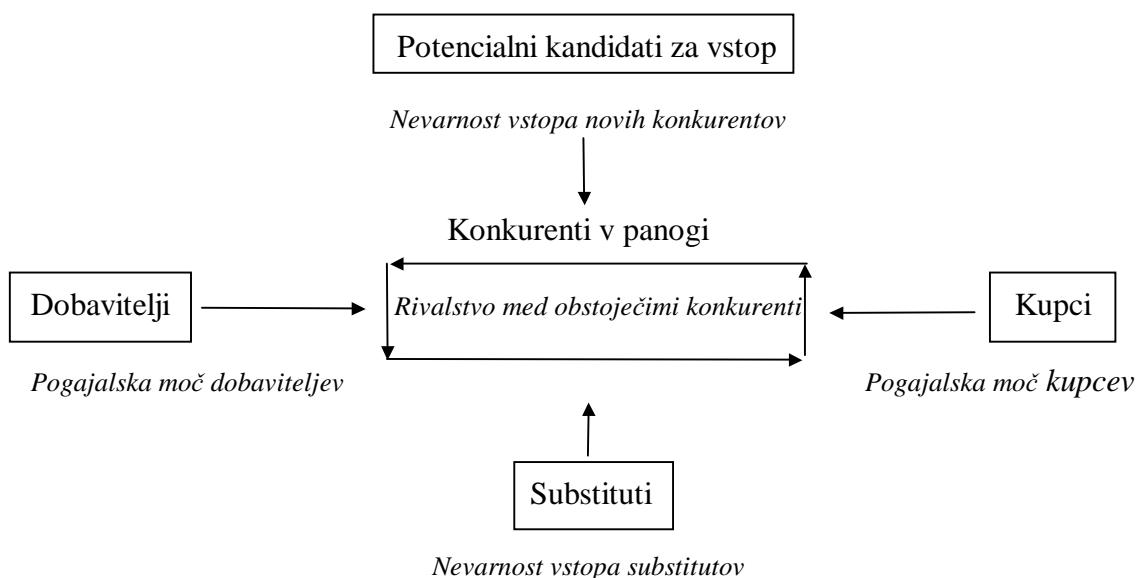 Potencialni kandidati za vstop
Nevarnost vstopa novih konkurentov
Konkurenti v panogi
Dobavitelji
Rivalstvo med obstoječimi konkurenti
Kupci
Pogajalska moč dobaviteljev
Pogajalska moč kupcev
Substituti
Nevarnost vstopa substitutov